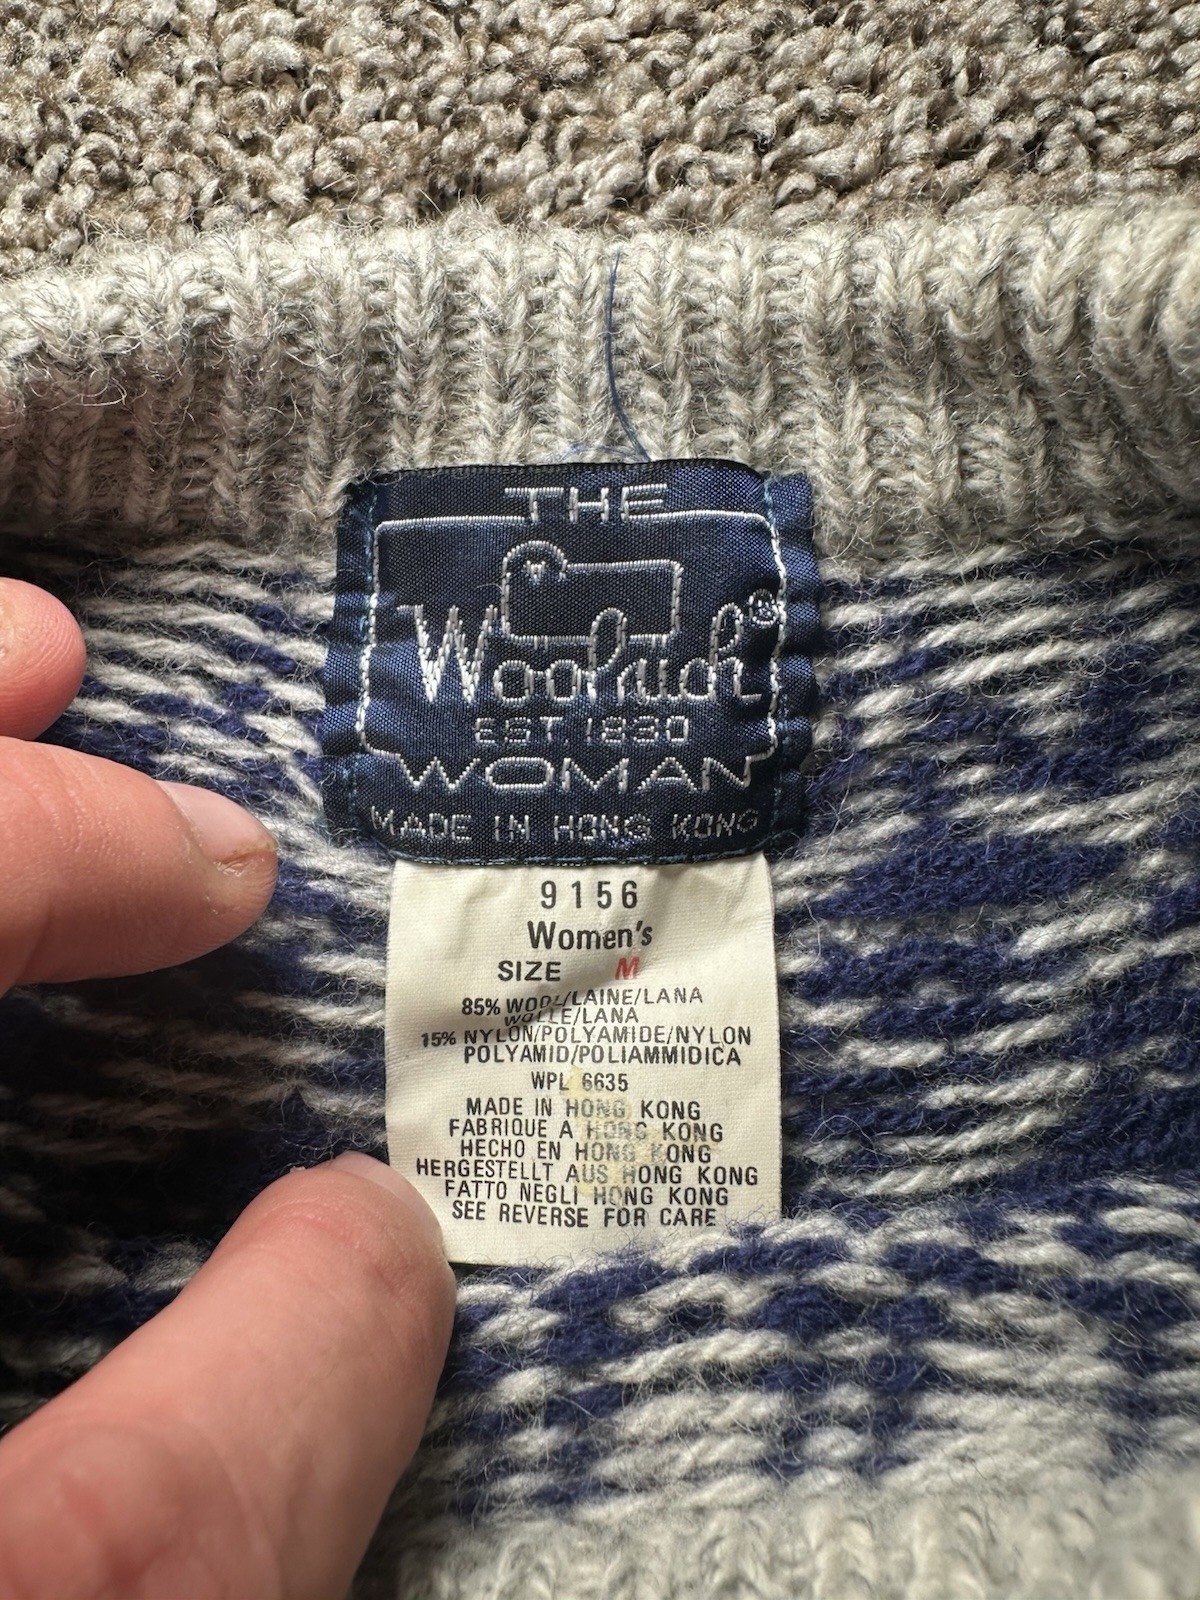 THE
Woolrich®
EST. 1830
WOMAN
MADE IN HONG KONG
9156
Women's
SIZE M
85% WOOL/LAINE/LANA
WOLLE/LANA
15% NYLON/POLYAMIDE/NYLON
POLYAMID/POLIAMMIDICA
WPL 6635
MADE IN HONG KONG
FABRIQUE A HONG KONG
HECHO EN HONG KONG
HERGESTELLT AUS HONG KONG
FATTO NEGLI HONG KONG
SEE REVERSE FOR CARE